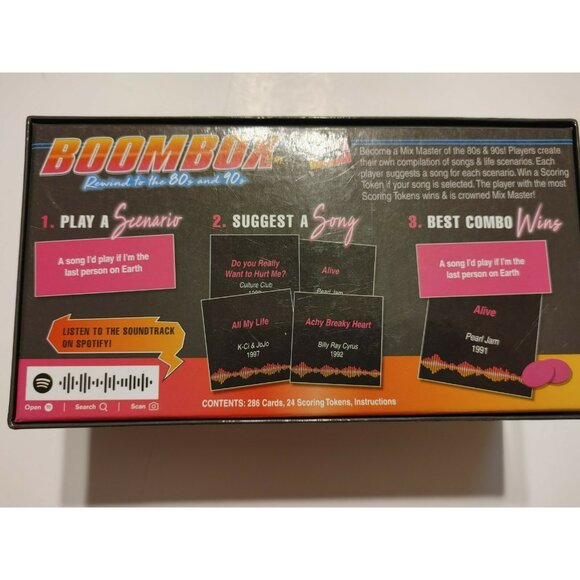 BOOMBOX
Rewind to the 80s and 90s
Become a Mix Master of the 80s & 90s! Players create
their own compilation of songs & life scenarios. Each
player suggests a song for each scenario. Win a Scoring
Token if your song is selected. The player with the most
Scoring Tokens wins & is crowned Mix Master!
1. PLAY A Scenario
A song I'd play if I'm the
last person on Earth
LISTEN TO THE SOUNDTRACK
ON SPOTIFY!
Open
Search
Scan
2. SUGGEST A Song
Do you Really
Want to Hurt Me?
Culture Club
Alive
Pearl Jam
All My Life
K-Ci & JoJo
1997
Achy Breaky Heart
Billy Ray Cyrus
1992
CONTENTS: 286 Cards, 24 Scoring Tokens, Instructions
3. BEST COMBO Wins
A song I'd play if I'm the
last person on Earth
Alive
Pearl Jam
1991